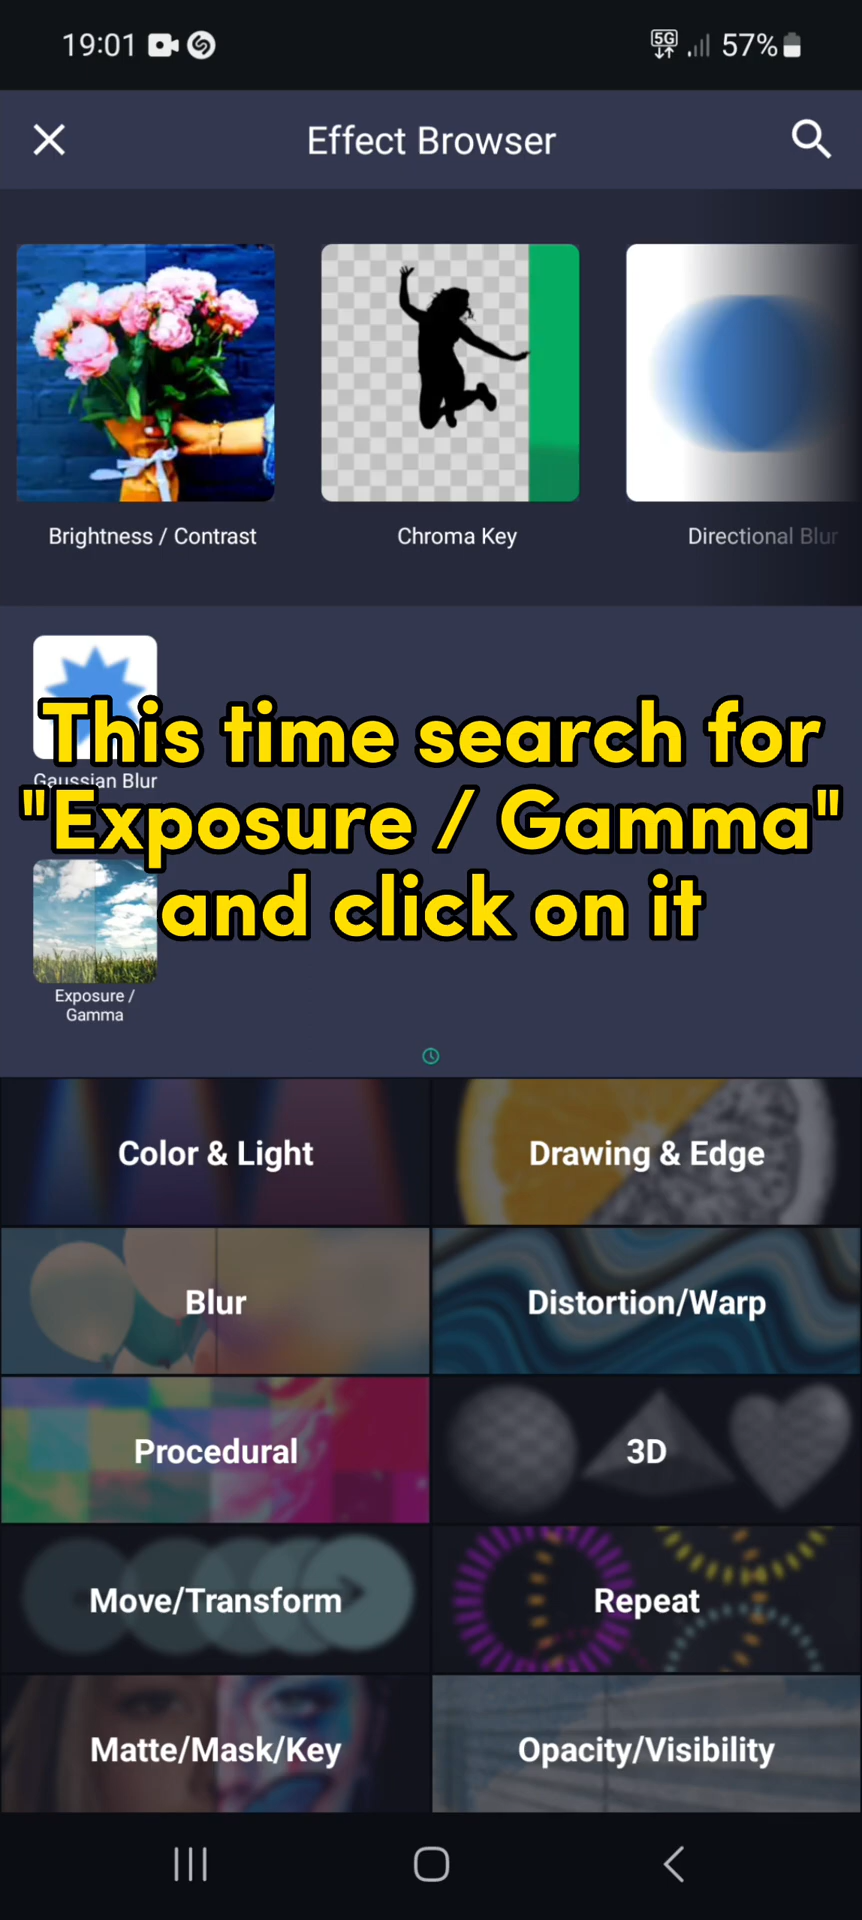 19:01
5G
57%
Effect Browser
Brightness / Contrast
Chroma Key
Directional Blur
Gaussian Blur
This time search for
"Exposure / Gamma"
and click on it
Exposure /
Gamma
Color & Light
Drawing & Edge
Blur
Distortion/Warp
Procedural
3D
Move/Transform
Repeat
Matte/Mask/Key
Opacity/Visibility